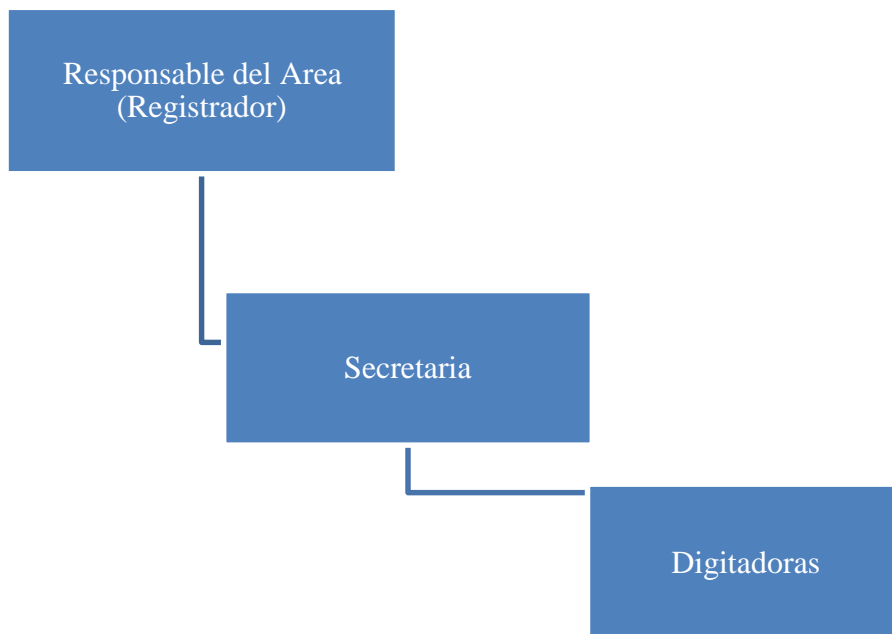 Responsable del Area
(Registrador)
Secretaria
Digitadoras